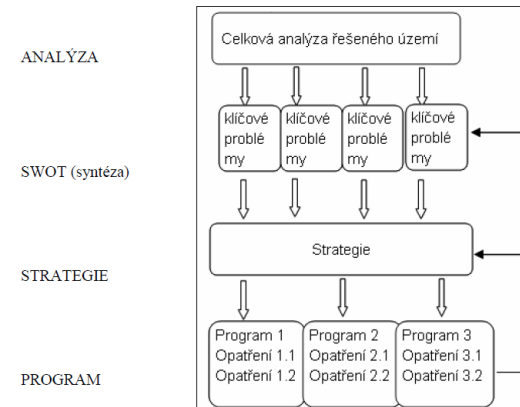 ANALÝZA
Celková analýza řešeného území
klíčové
problé
my
klíčové
problé
my
klíčové
problé
my
klíčové
problé
my
SWOT (syntéza)
Strategie
STRATEGIE
Program 1
Opatření 1.1
Opatření 1.2
Program 2
Opatření 2.1
Opatření 2.2
Program 3
Opatření 3.1
Opatření 3.2
PROGRAM